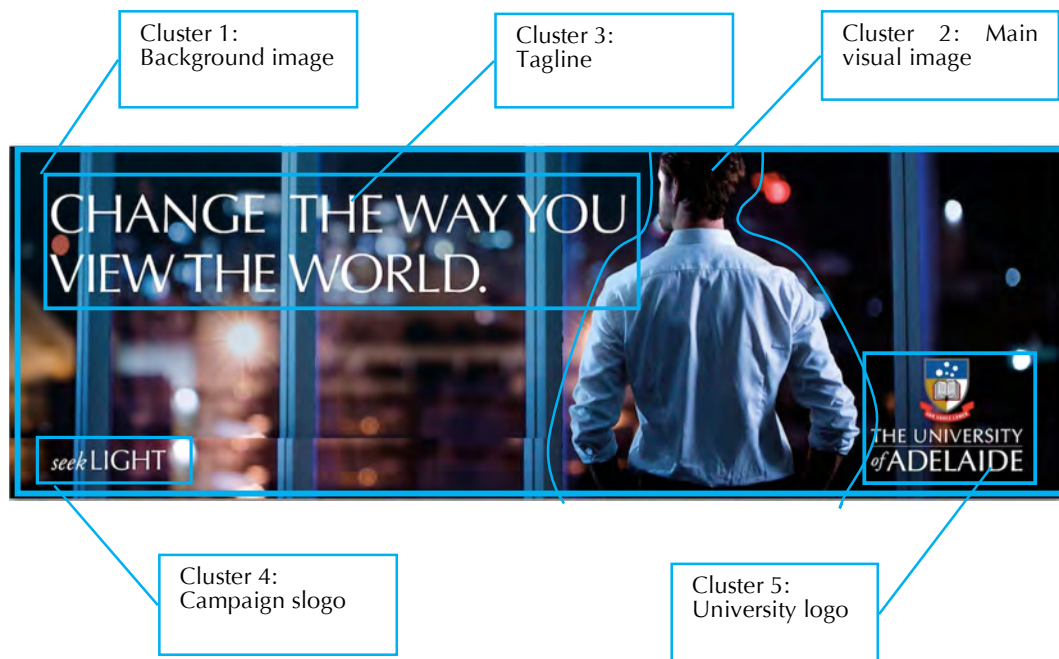 Cluster 1:
Background image
Cluster 3:
Tagline
Cluster 2: Main
visual image
CHANGE THE WAY YOU
VIEW THE WORLD.
seek LIGHT
THE UNIVERSITY
of ADELAIDE
Cluster 4:
Campaign slogo
Cluster 5:
University logo